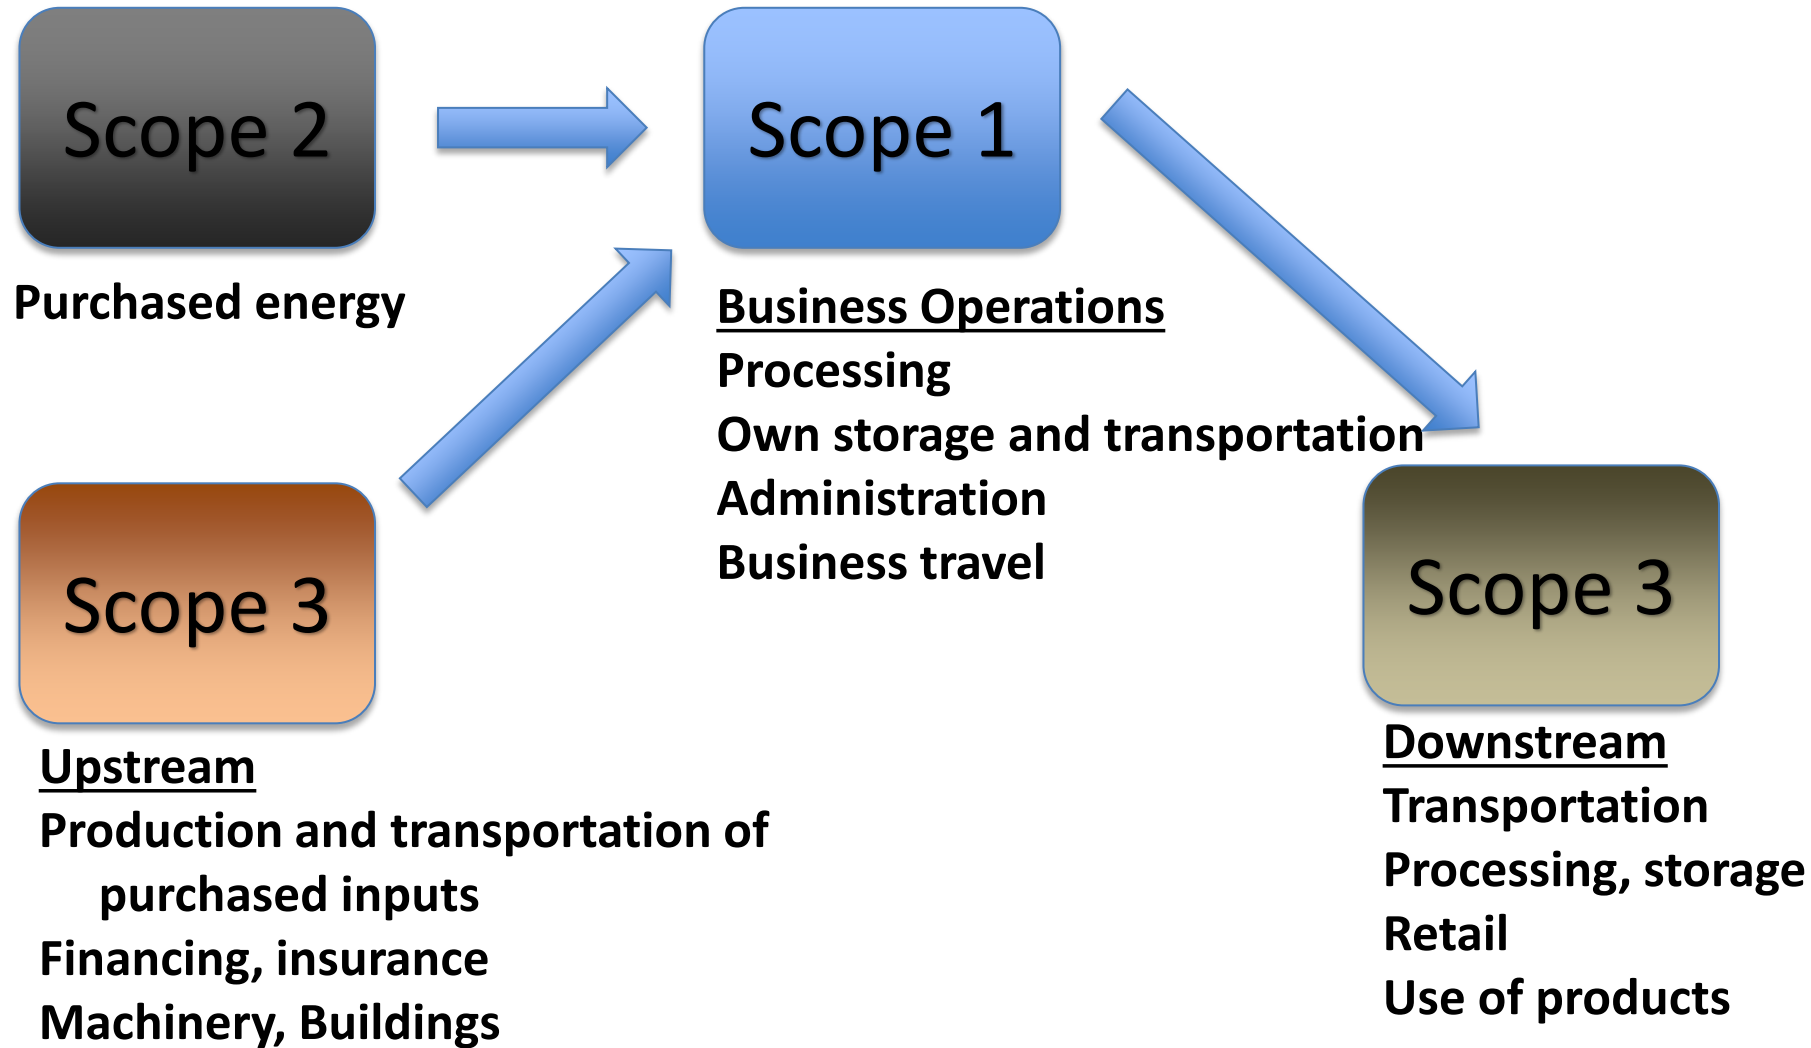 Scope 2
Purchased energy
Scope 1
Business Operations
Processing
Own storage and transportation
Administration
Business travel
Scope 3
Upstream
Production and transportation of
purchased inputs
Financing, insurance
Machinery, Buildings
Scope 3
Downstream
Transportation
Processing, storage
Retail
Use of products